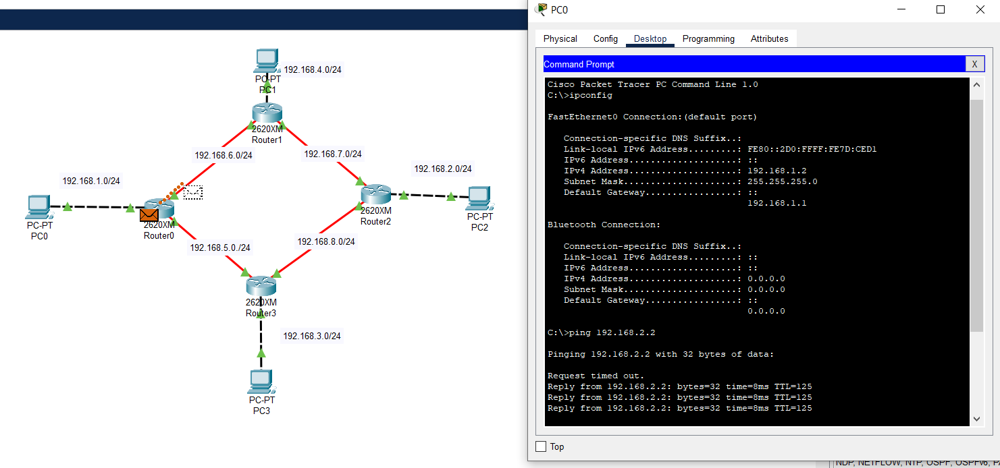 192.168.4.0/24
PC-PT
PC1
2620XM
Router1
192.168.6.0/24
192.168.7.0/24
192.168.2.0/24
192.168.1.0/24
PC-PT
PC0
2620XM
Router0
2620XM
Router2
PC-PT
PC2
192.168.5.0./24
192.168.8.0/24
2620XM
Router3
192.168.3.0/24
PC-PT
PC3
PC0
Physical Config Desktop Programming Attributes
Command Prompt X
Cisco Packet Tracer PC Command Line 1.0
C:\>ipconfig
FastEthernet0 Connection:(default port)
Connection-specific DNS Suffix..:
Link-local IPv6 Address.........: FE80::2D0:FFFF:FE7D:CED1
IPv6 Address....................: ::
IPv4 Address....................: 192.168.1.2
Subnet Mask.....................: 255.255.255.0
Default Gateway.................: ::
192.168.1.1
Bluetooth Connection:
Connection-specific DNS Suffix..:
Link-local IPv6 Address.........: ::
IPv6 Address....................: ::
IPv4 Address....................: 0.0.0.0
Subnet Mask.....................: 0.0.0.0
Default Gateway.................: ::
0.0.0.0
C:\>ping 192.168.2.2
Pinging 192.168.2.2 with 32 bytes of data:
Request timed out.
Reply from 192.168.2.2: bytes=32 time=8ms TTL=125
Reply from 192.168.2.2: bytes=32 time=8ms TTL=125
Reply from 192.168.2.2: bytes=32 time=8ms TTL=125
Top
NDP, NETFLOW, NTP, OSPF, OSPFv6,